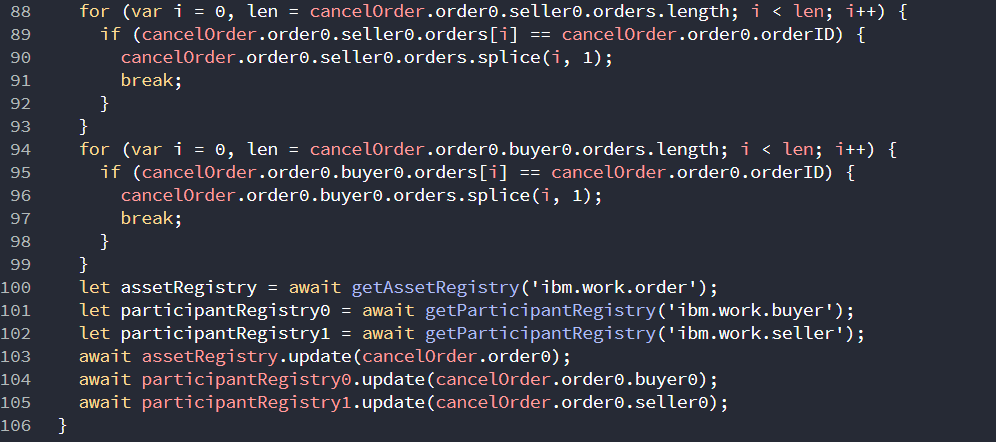 88 for (var i = 0, len = cancelOrder.order0.seller0.orders.length; i < len; i++) {
89 if (cancelOrder.order0.seller0.orders[i] == cancelOrder.order0.orderID) {
90 cancelOrder.order0.seller0.orders.splice(i, 1);
91 break;
92 }
93 }
94 for (var i = 0, len = cancelOrder.order0.buyer0.orders.length; i < len; i++) {
95 if (cancelOrder.order0.buyer0.orders[i] == cancelOrder.order0.orderID) {
96 cancelOrder.order0.buyer0.orders.splice(i, 1);
97 break;
98 }
99 }
100 let assetRegistry = await getAssetRegistry('ibm.work.order');
101 let participantRegistry0 = await getParticipantRegistry('ibm.work.buyer');
102 let participantRegistry1 = await getParticipantRegistry('ibm.work.seller');
103 await assetRegistry.update(cancelOrder.order0);
104 await participantRegistry0.update(cancelOrder.order0.buyer0);
105 await participantRegistry1.update(cancelOrder.order0.seller0);
106 }